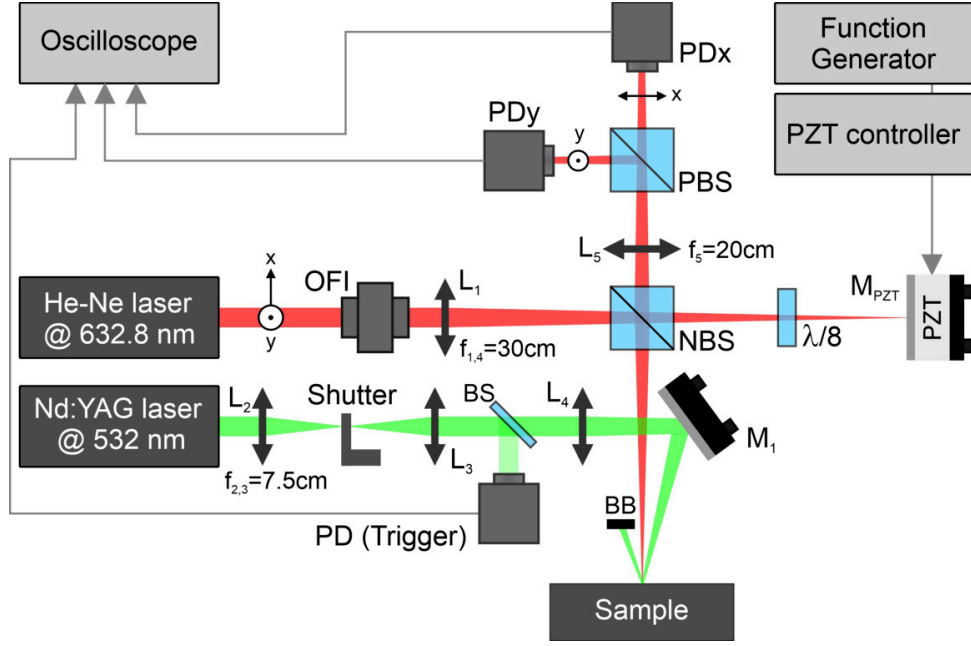 Oscilloscope
PDx
Function
Generator
x
PDy
y
PZT controller
PBS
L5
f5=20cm
x
OFI
L1
MPZT
He-Ne laser
@ 632.8 nm
y
PZT
NBS
λ/8
f1,4=30cm
L2
Shutter
BS
L4
Nd:YAG laser
@ 532 nm
M1
L3
f2,3=7.5cm
BB
PD (Trigger)
Sample